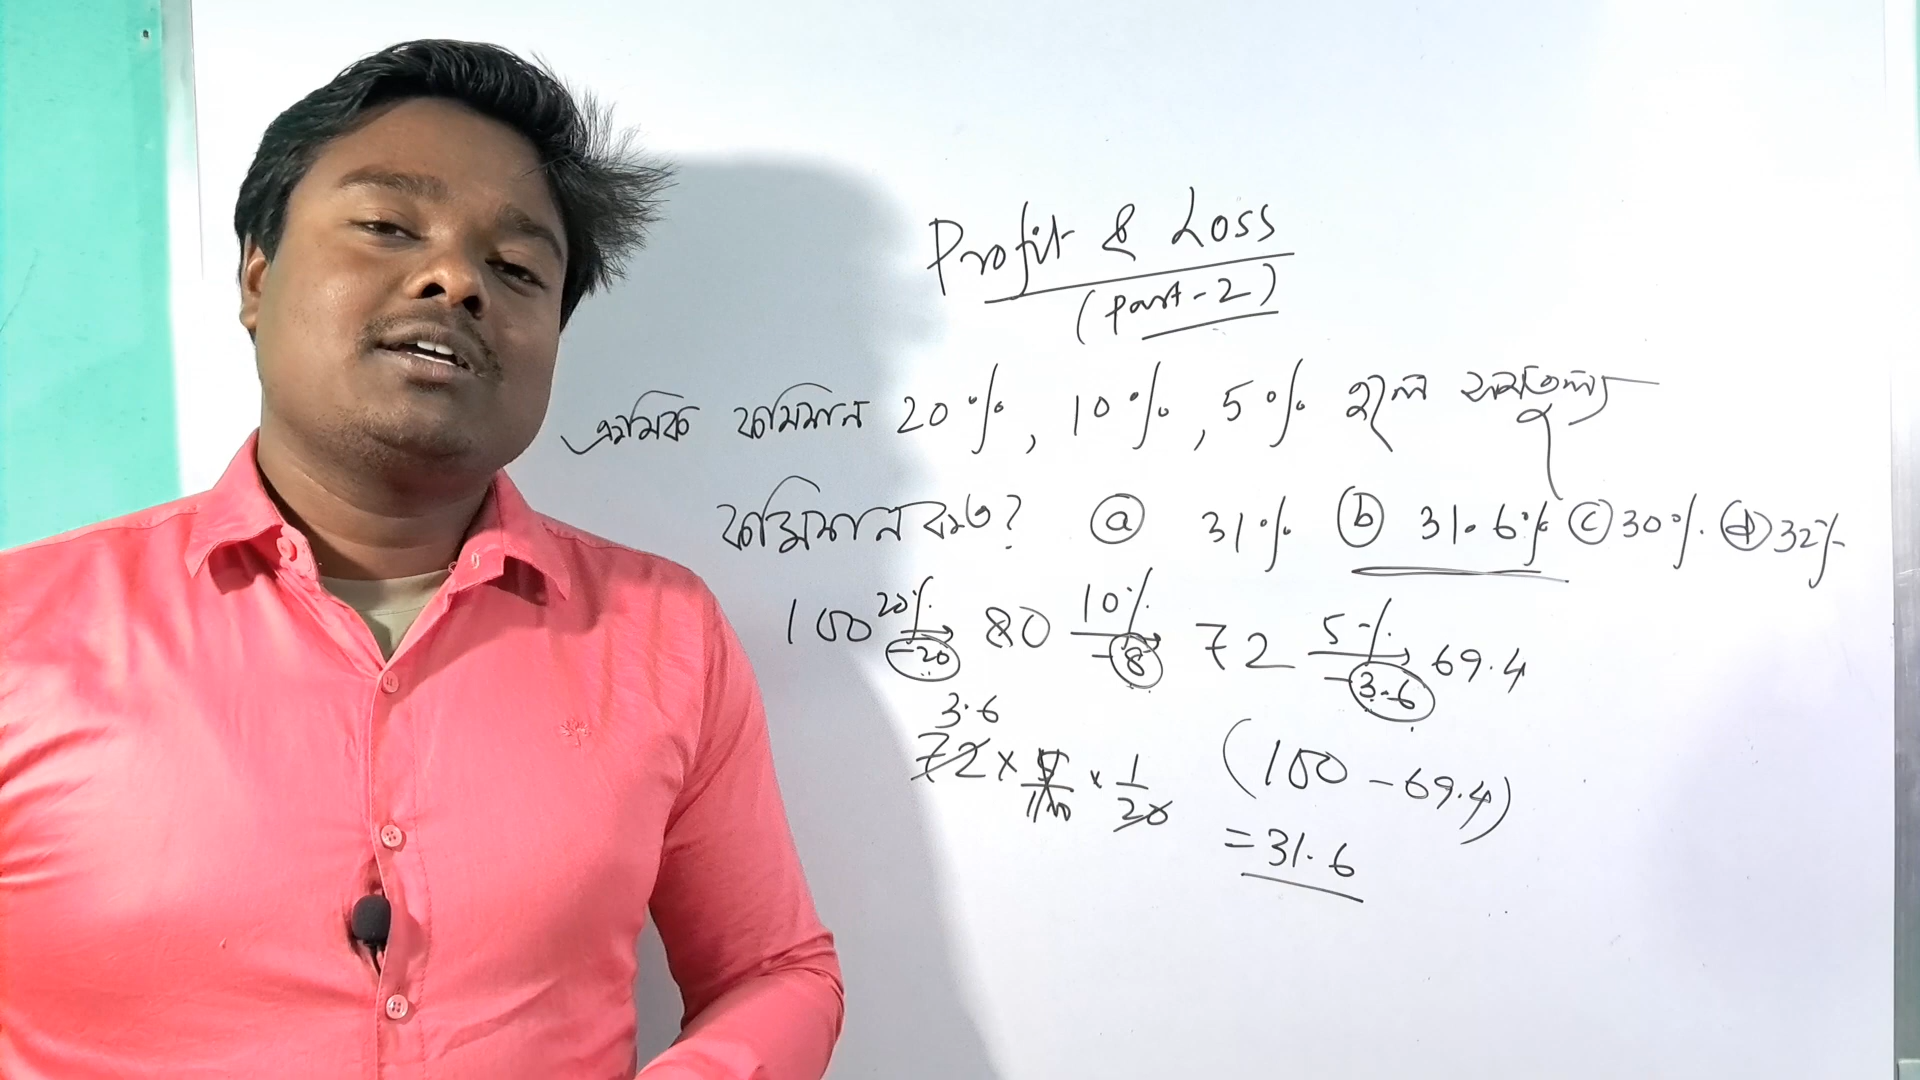 Profit & Loss
(Part-2)
ক্রমিক কমিশন 20%, 10%, 5% হলে সমতুল্য
কমিশন কত? ⓐ 31% ⓑ 31.6% ⓒ 30% ⓓ 32%
100 20% -20 80 10% -8 72 5% -3.6 69.4
3.6
72 × 5/100 × 1/20 (100 - 69.4)
= 31.6